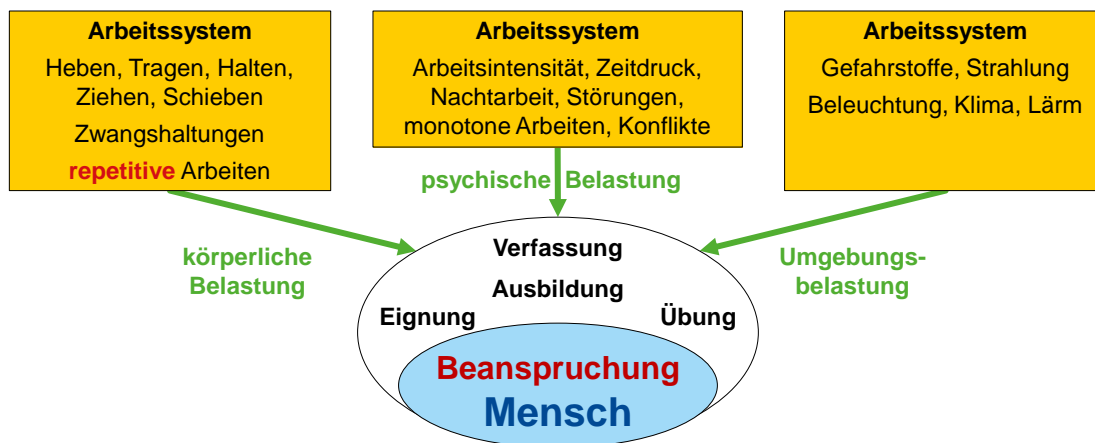 Arbeitssystem
Heben, Tragen, Halten,
Ziehen, Schieben
Zwangshaltungen
repetitive Arbeiten
Arbeitssystem
Arbeitsintensität, Zeitdruck,
Nachtarbeit, Störungen,
monotone Arbeiten, Konflikte
Arbeitssystem
Gefahrstoffe, Strahlung
Beleuchtung, Klima, Lärm
psychische Belastung
körperliche
Belastung
Umgebungs-
belastung
Verfassung
Ausbildung
Eignung
Übung
Beanspruchung
Mensch